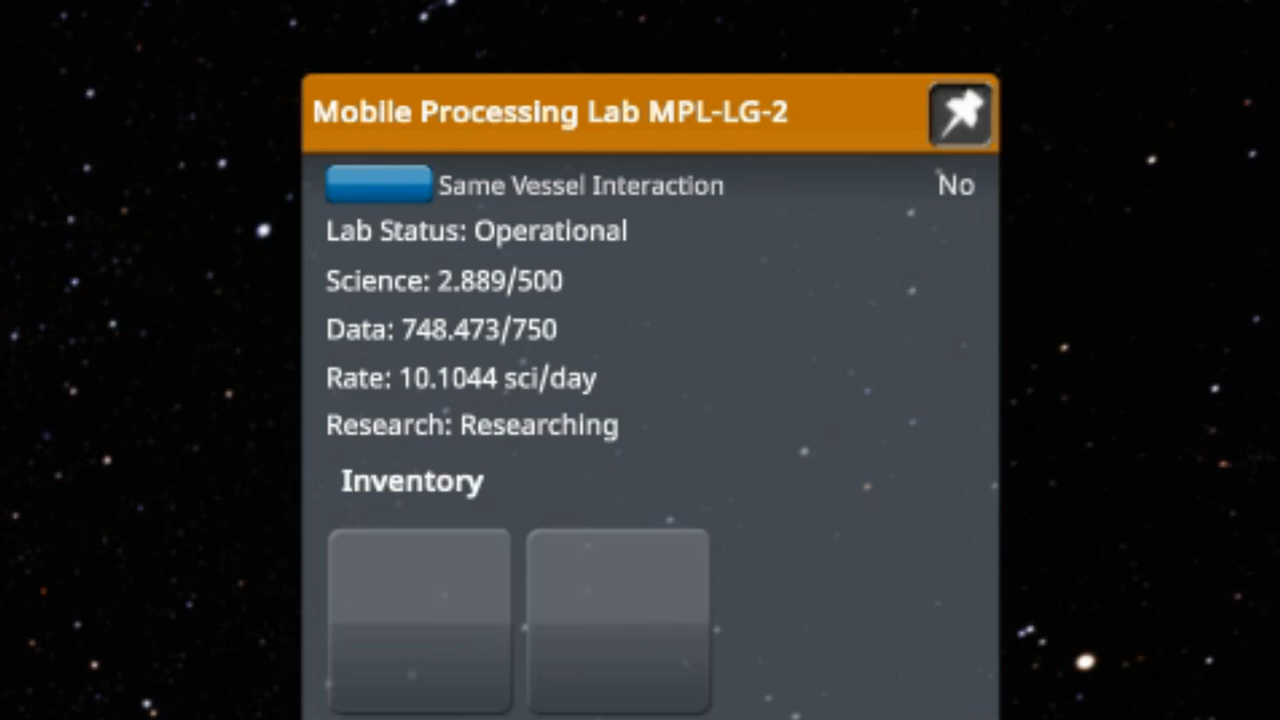 Mobile Processing Lab MPL-LG-2
Same Vessel Interaction No
Lab Status: Operational
Science: 2.889/500
Data: 748.473/750
Rate: 10.1044 sci/day
Research: Researching
Inventory